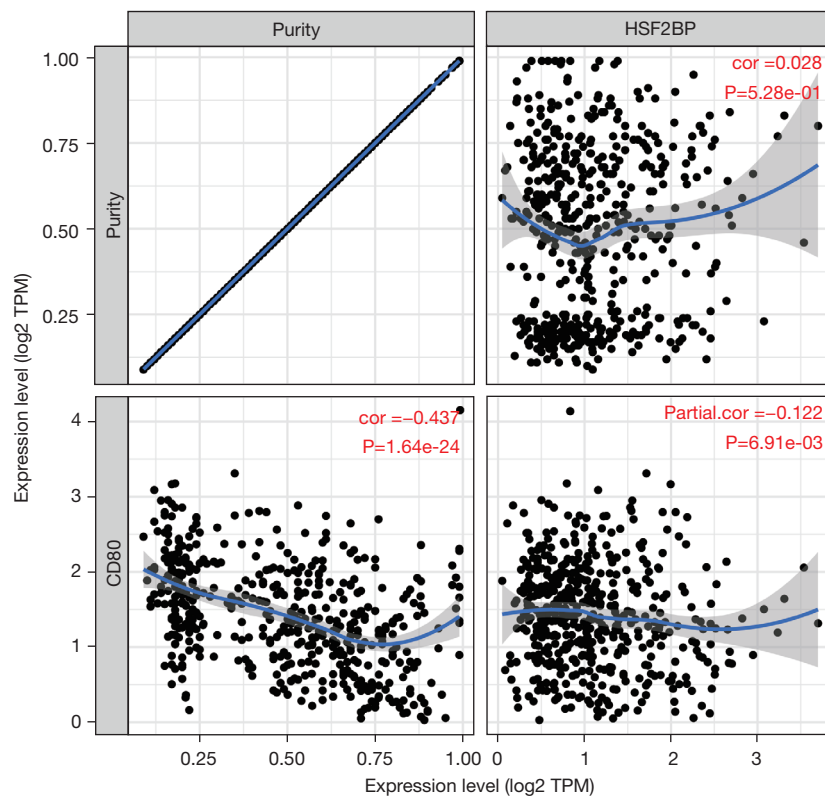 Purity
HSF2BP
Expression level (log2 TPM)
Purity
1.00
0.75
0.50
0.25
cor =0.028
P=5.28e-01
CD80
4
3
2
1
0
cor =−0.437
P=1.64e-24
Partial.cor =−0.122
P=6.91e-03
0.25 0.50 0.75 1.00
0 1 2 3
Expression level (log2 TPM)